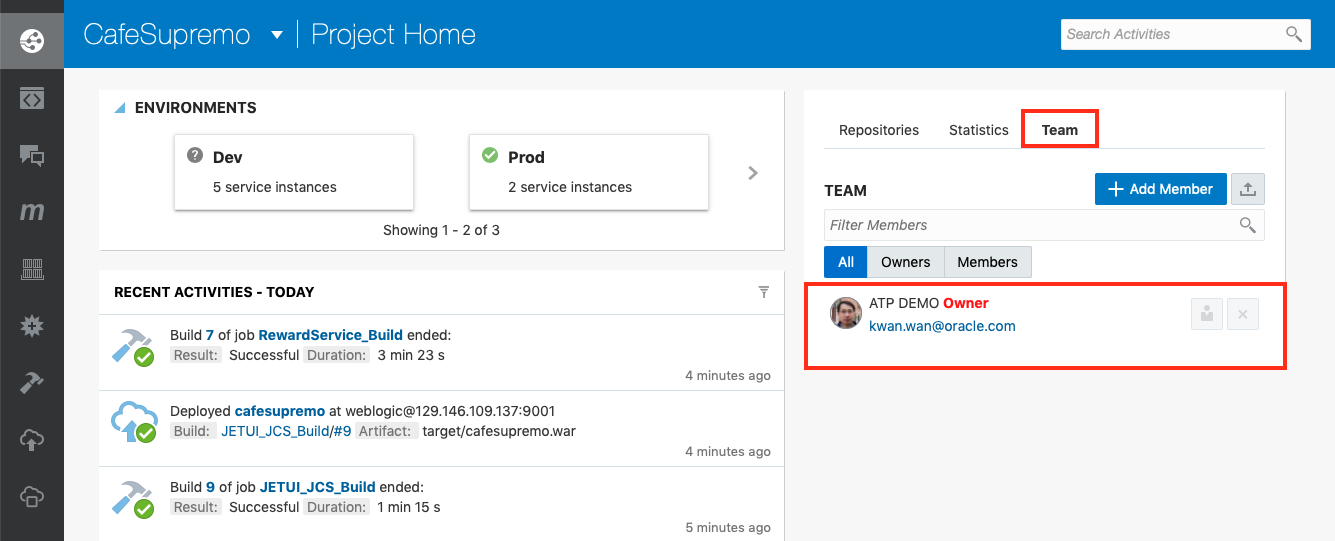 CafeSupremo Project Home
Search Activities
ENVIRONMENTS
Dev
5 service instances
Prod
2 service instances
Showing 1 - 2 of 3
RECENT ACTIVITIES - TODAY
Build 7 of job RewardService_Build ended:
Result: Successful Duration: 3 min 23 s
4 minutes ago
Deployed cafesupremo at weblogic@129.146.109.137:9001
Build: JETUI_JCS_Build/#9 Artifact: target/cafesupremo.war
4 minutes ago
Build 9 of job JETUI_JCS_Build ended:
Result: Successful Duration: 1 min 15 s
5 minutes ago
Repositories Statistics Team
TEAM
Add Member
Filter Members
All Owners Members
ATP DEMO Owner
kwan.wan@oracle.com
m